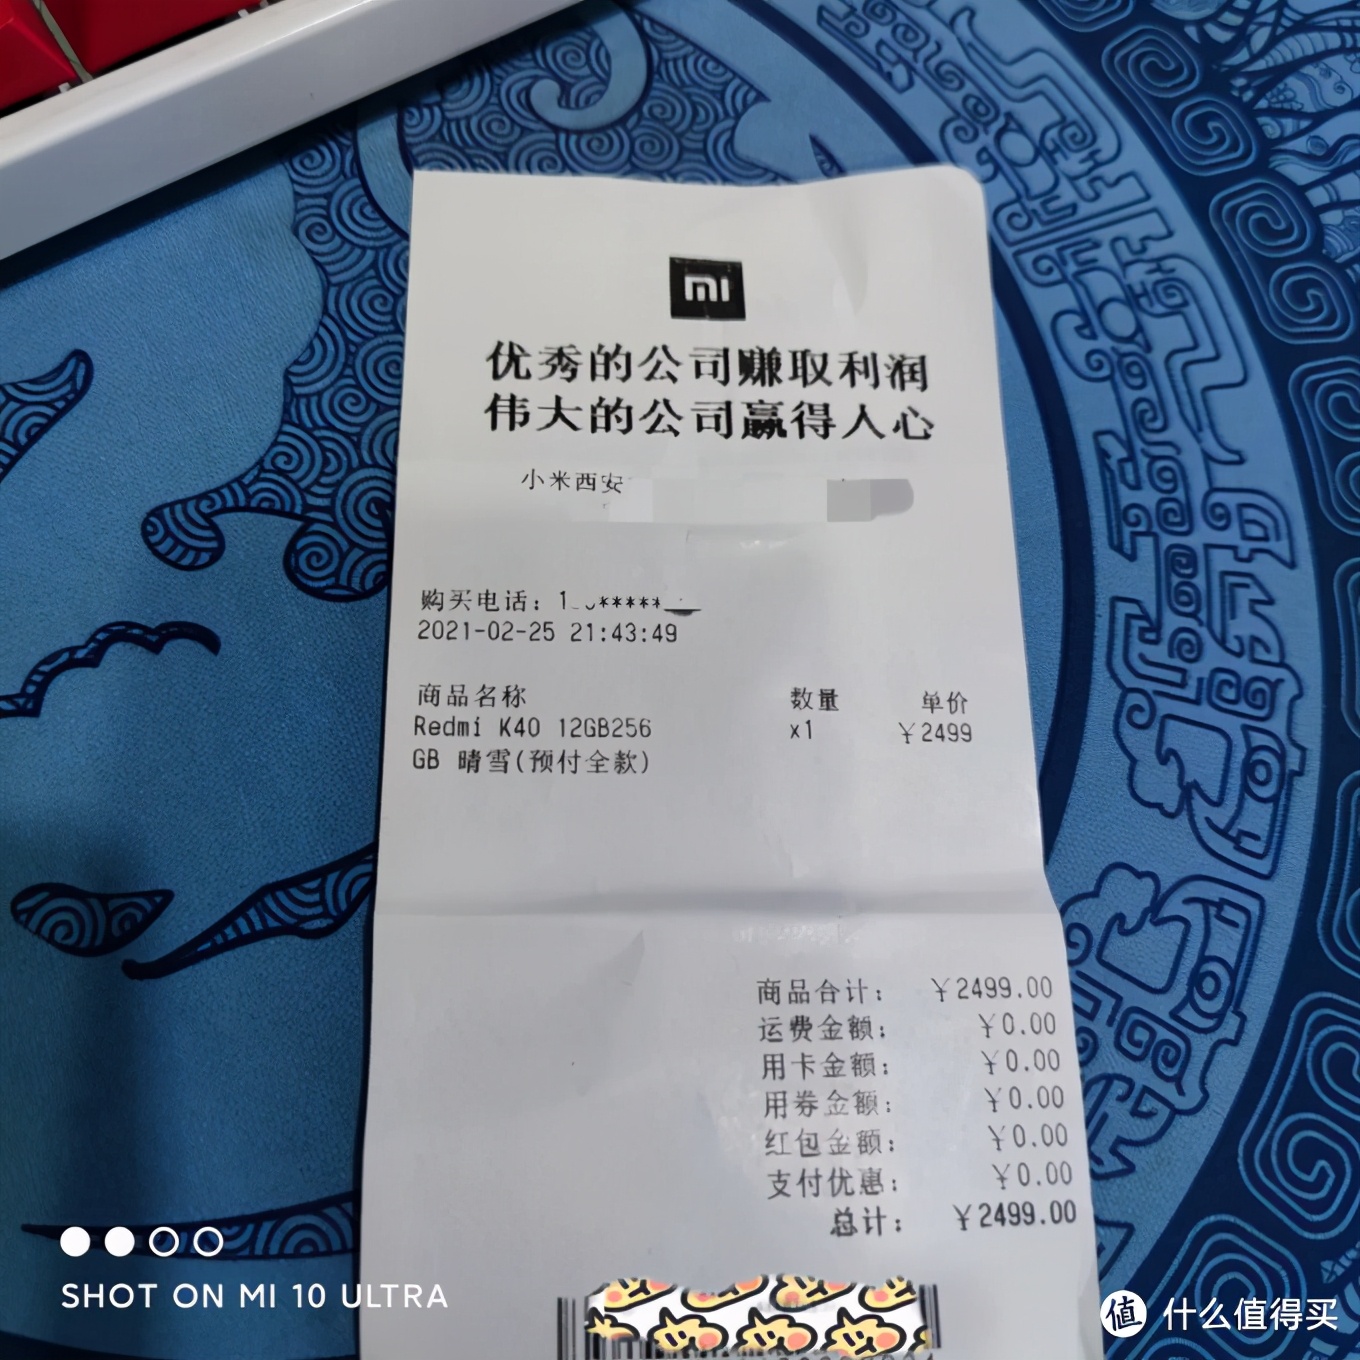 mi
优秀的公司赚取利润
伟大的公司赢得人心
小米西安
购买电话：1
2021-02-25 21:43:49
商品名称 数量 单价
Redmi K40 12GB256 x1 ￥2499
GB 晴雪(预付全款)
商品合计： ￥2499.00
运费金额： ￥0.00
用卡金额： ￥0.00
用券金额： ￥0.00
红包金额： ￥0.00
支付优惠： ￥0.00
总计： ￥2499.00
SHOT ON MI 10 ULTRA
值 什么值得买